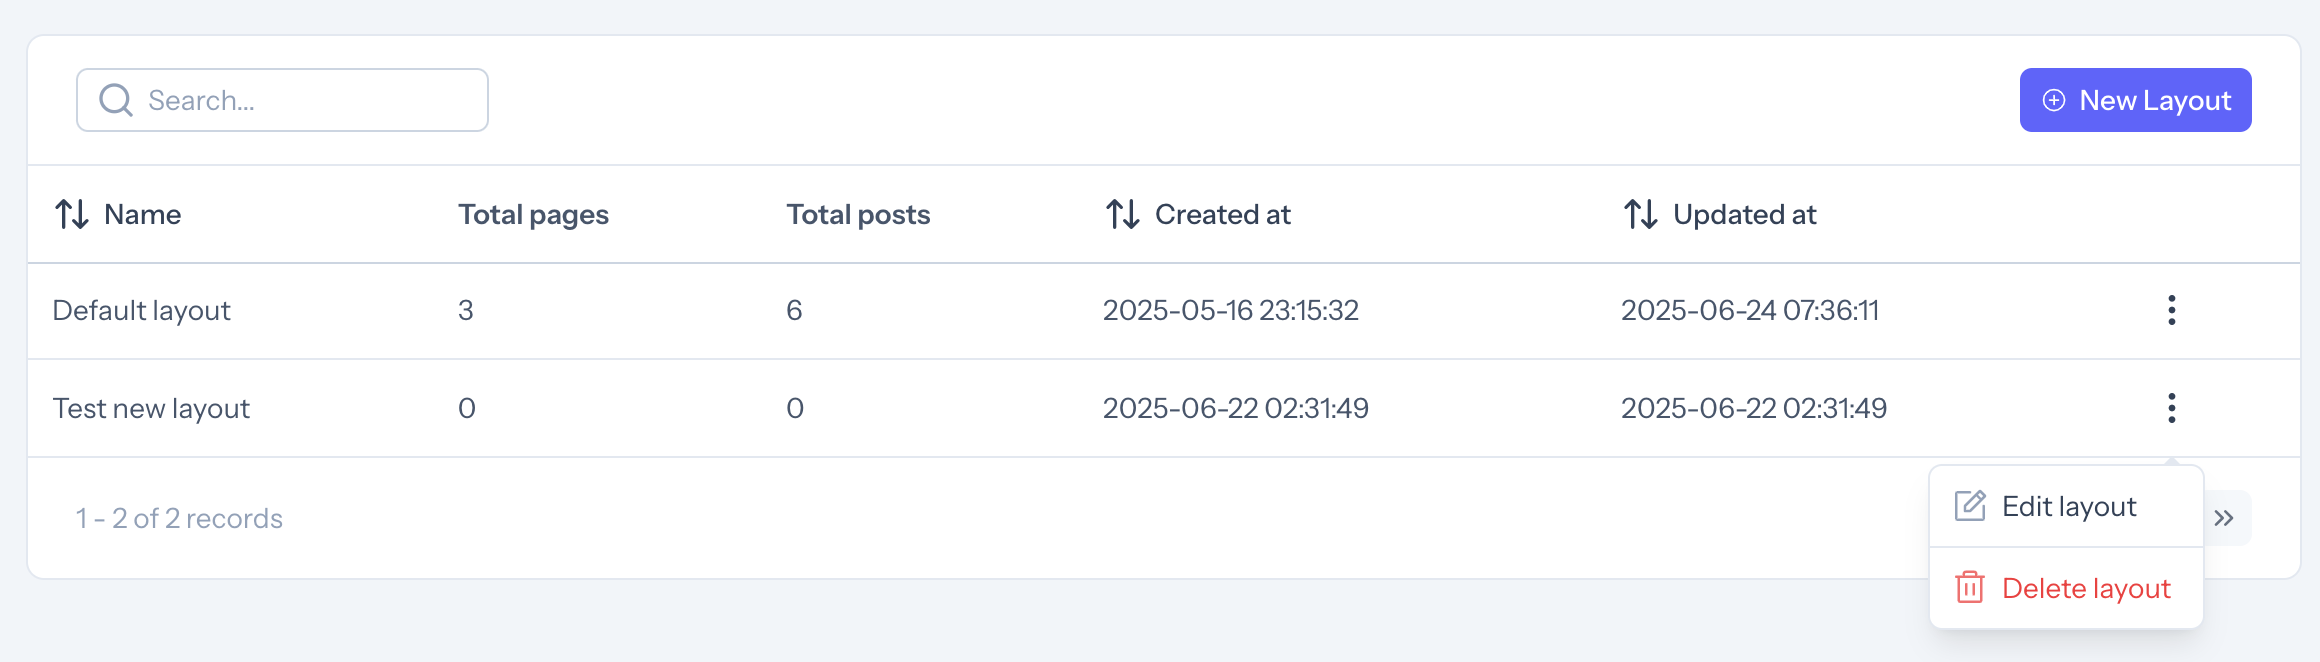 Search...
New Layout
Name Total pages Total posts Created at Updated at
Default layout 3 6 2025-05-16 23:15:32 2025-06-24 07:36:11
Test new layout 0 0 2025-06-22 02:31:49 2025-06-22 02:31:49
1 - 2 of 2 records
Edit layout
Delete layout